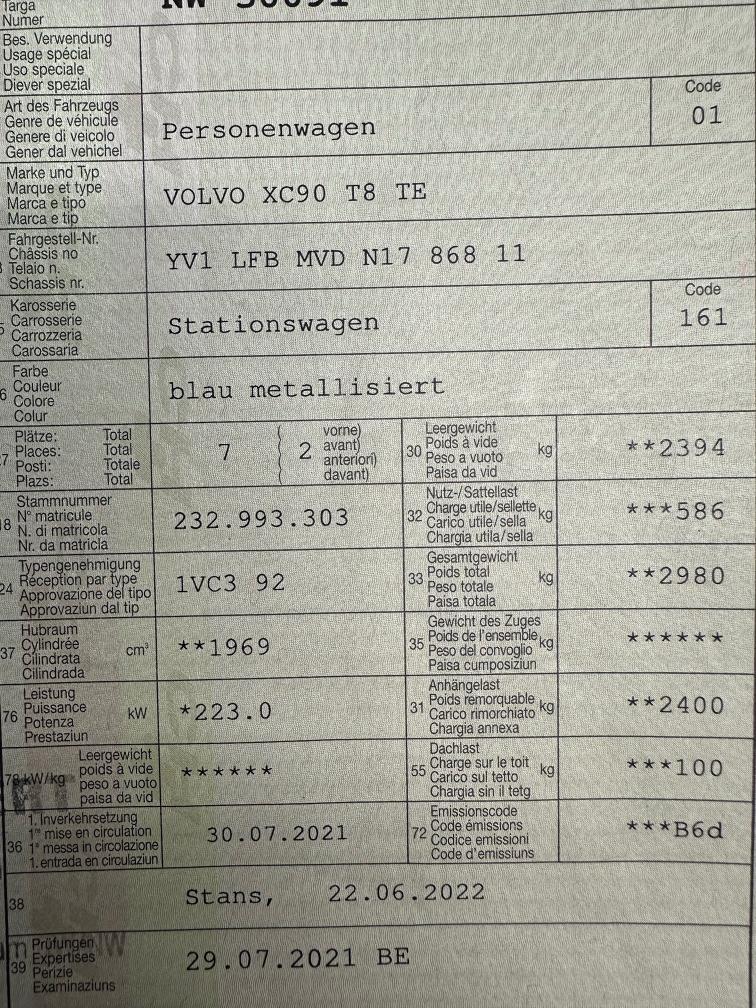 Targa
Numer
NW
Bes. Verwendung
Usage spécial
Uso speciale
Diever spezial
Art des Fahrzeugs
Genre de véhicule
Genere di veicolo
Gener dal vehichel
Personenwagen
Code
01
Marke und Typ
Marque et type
Marca e tipo
Marca e tip
VOLVO XC90 T8 TE
Fahrgestell-Nr.
Châssis no
Telaio n.
Schassis nr.
YV1 LFB MVD N17 868 11
Karosserie
Carrosserie
Carrozzeria
Carossaria
Stationswagen
Code
161
6
Farbe
Couleur
Colore
Colur
blau metallisiert
7
Plätze: Total
Places: Total
Posti: Totale
Plazs: Total
7
2
vorne)
avant)
anteriori)
davant)
30
Leergewicht
Poids à vide
Peso a vuoto
Paisa da vid
kg
**2394
8
Stammnummer
N° matricule
N. di matricola
Nr. da matricla
232.993.303
32
Nutz-/Sattellast
Charge utile/sellette
Carico utile/sella
Chargia utila/sella
kg
***586
24
Typengenehmigung
Réception par type
Approvazione del tipo
Approvaziun dal tip
1VC3 92
33
Gesamtgewicht
Poids total
Peso totale
Paisa totala
kg
**2980
37
Hubraum
Cylindrée
Cilindrata
Cilindrada
cm³
**1969
35
Gewicht des Zuges
Poids de l'ensemble
Peso del convoglio
Paisa cumposiziun
kg
******
76
Leistung
Puissance
Potenza
Prestaziun
kW
*223.0
31
Anhängelast
Poids remorquable
Carico rimorchiato
Chargia annexa
kg
**2400
78 kW/kg
Leergewicht
poids à vide
peso a vuoto
paisa da vid
******
55
Dachlast
Charge sur le toit
Carico sul tetto
Chargia sin il tetg
kg
***100
36
1. Inverkehrsetzung
1re mise en circulation
1a messa in circolazione
1. entrada en circulaziun
30.07.2021
72
Emissionscode
Code émissions
Codice emissioni
Code d'emissiuns
***B6d
38
Stans, 22.06.2022
39
Prüfungen
Expertises
Perizie
Examinaziuns
29.07.2021 BE